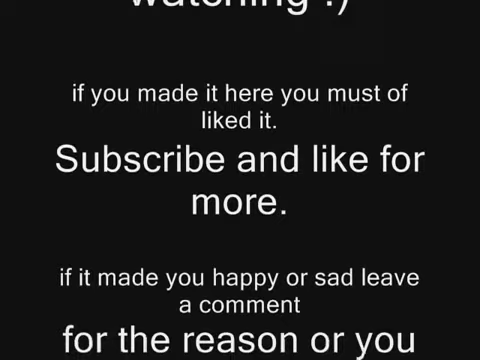 watching :)
if you made it here you must of
liked it.
Subscribe and like for
more.
if it made you happy or sad leave
a comment
for the reason or you